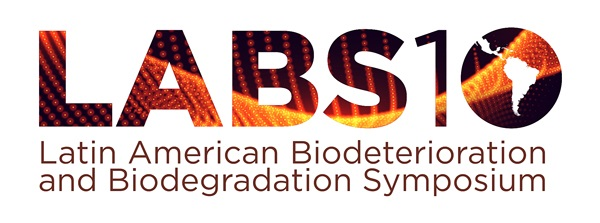 LABS10
Latin American Biodeterioration
and Biodegradation Symposium